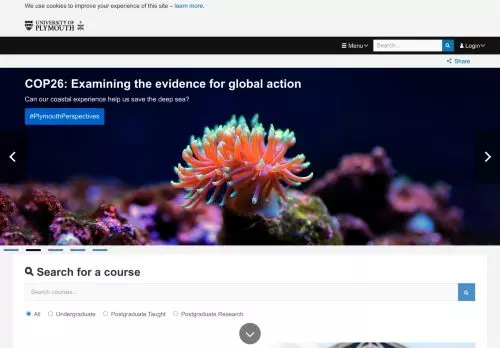 We use cookies to improve your experience of this site – learn more.
UNIVERSITY OF
PLYMOUTH
Menu
Search...
Login
Share
COP26: Examining the evidence for global action
Can our coastal experience help us save the deep sea?
#PlymouthPerspectives
Search for a course
Search courses...
All
Undergraduate
Postgraduate Taught
Postgraduate Research